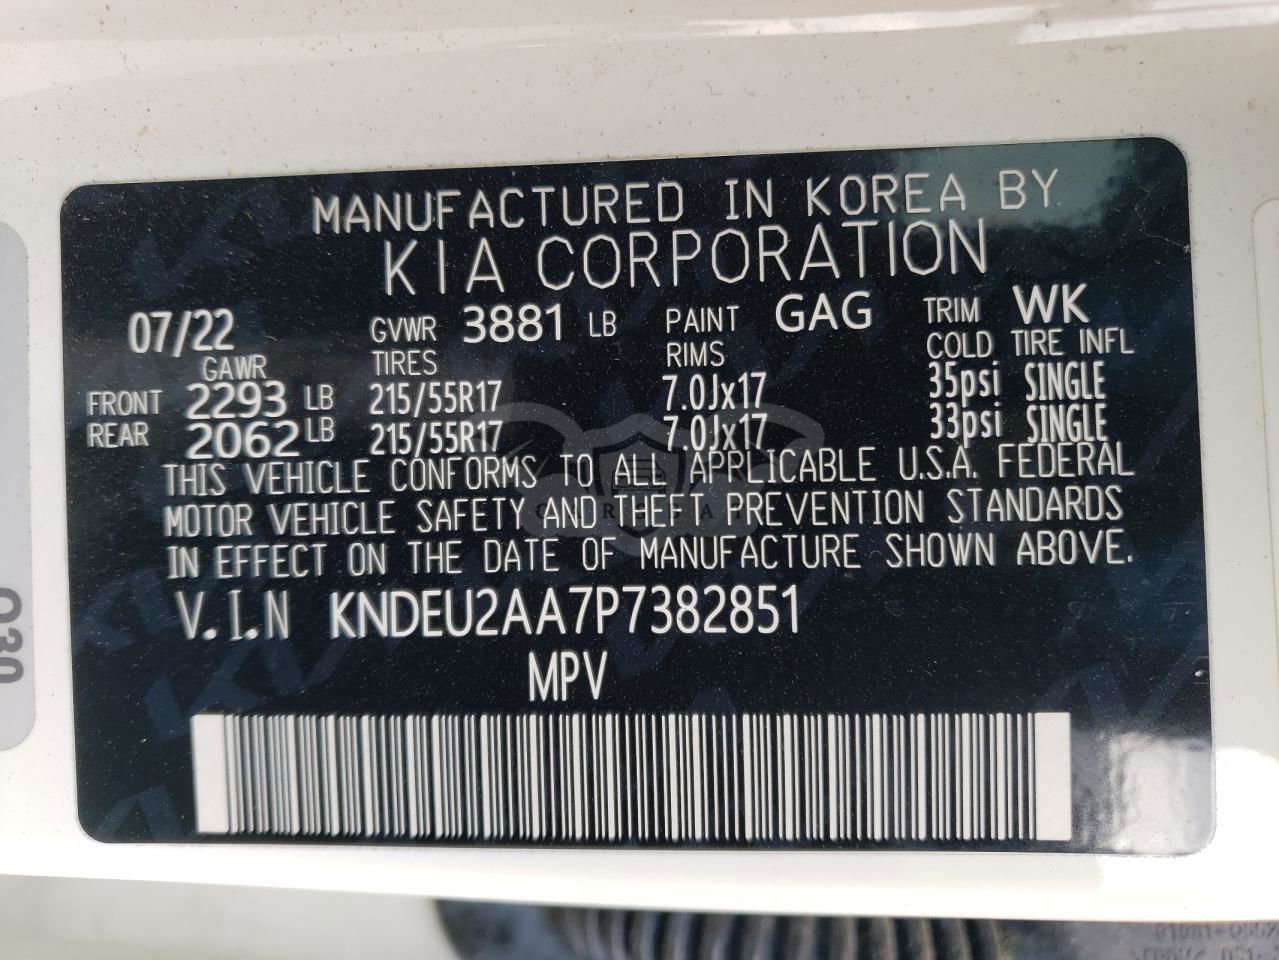 MANUFACTURED IN KOREA BY
KIA CORPORATION
07/22 GVWR 3881 LB PAINT GAG TRIM WK
GAWR TIRES RIMS COLD TIRE INFL
FRONT 2293 LB 215/55R17 7.0Jx17 35psi SINGLE
REAR 2062 LB 215/55R17 7.0Jx17 33psi SINGLE
THIS VEHICLE CONFORMS TO ALL APPLICABLE U.S.A. FEDERAL
MOTOR VEHICLE SAFETY AND THEFT PREVENTION STANDARDS
IN EFFECT ON THE DATE OF MANUFACTURE SHOWN ABOVE.
V.I.N KNDEU2AA7P7382851
MPV